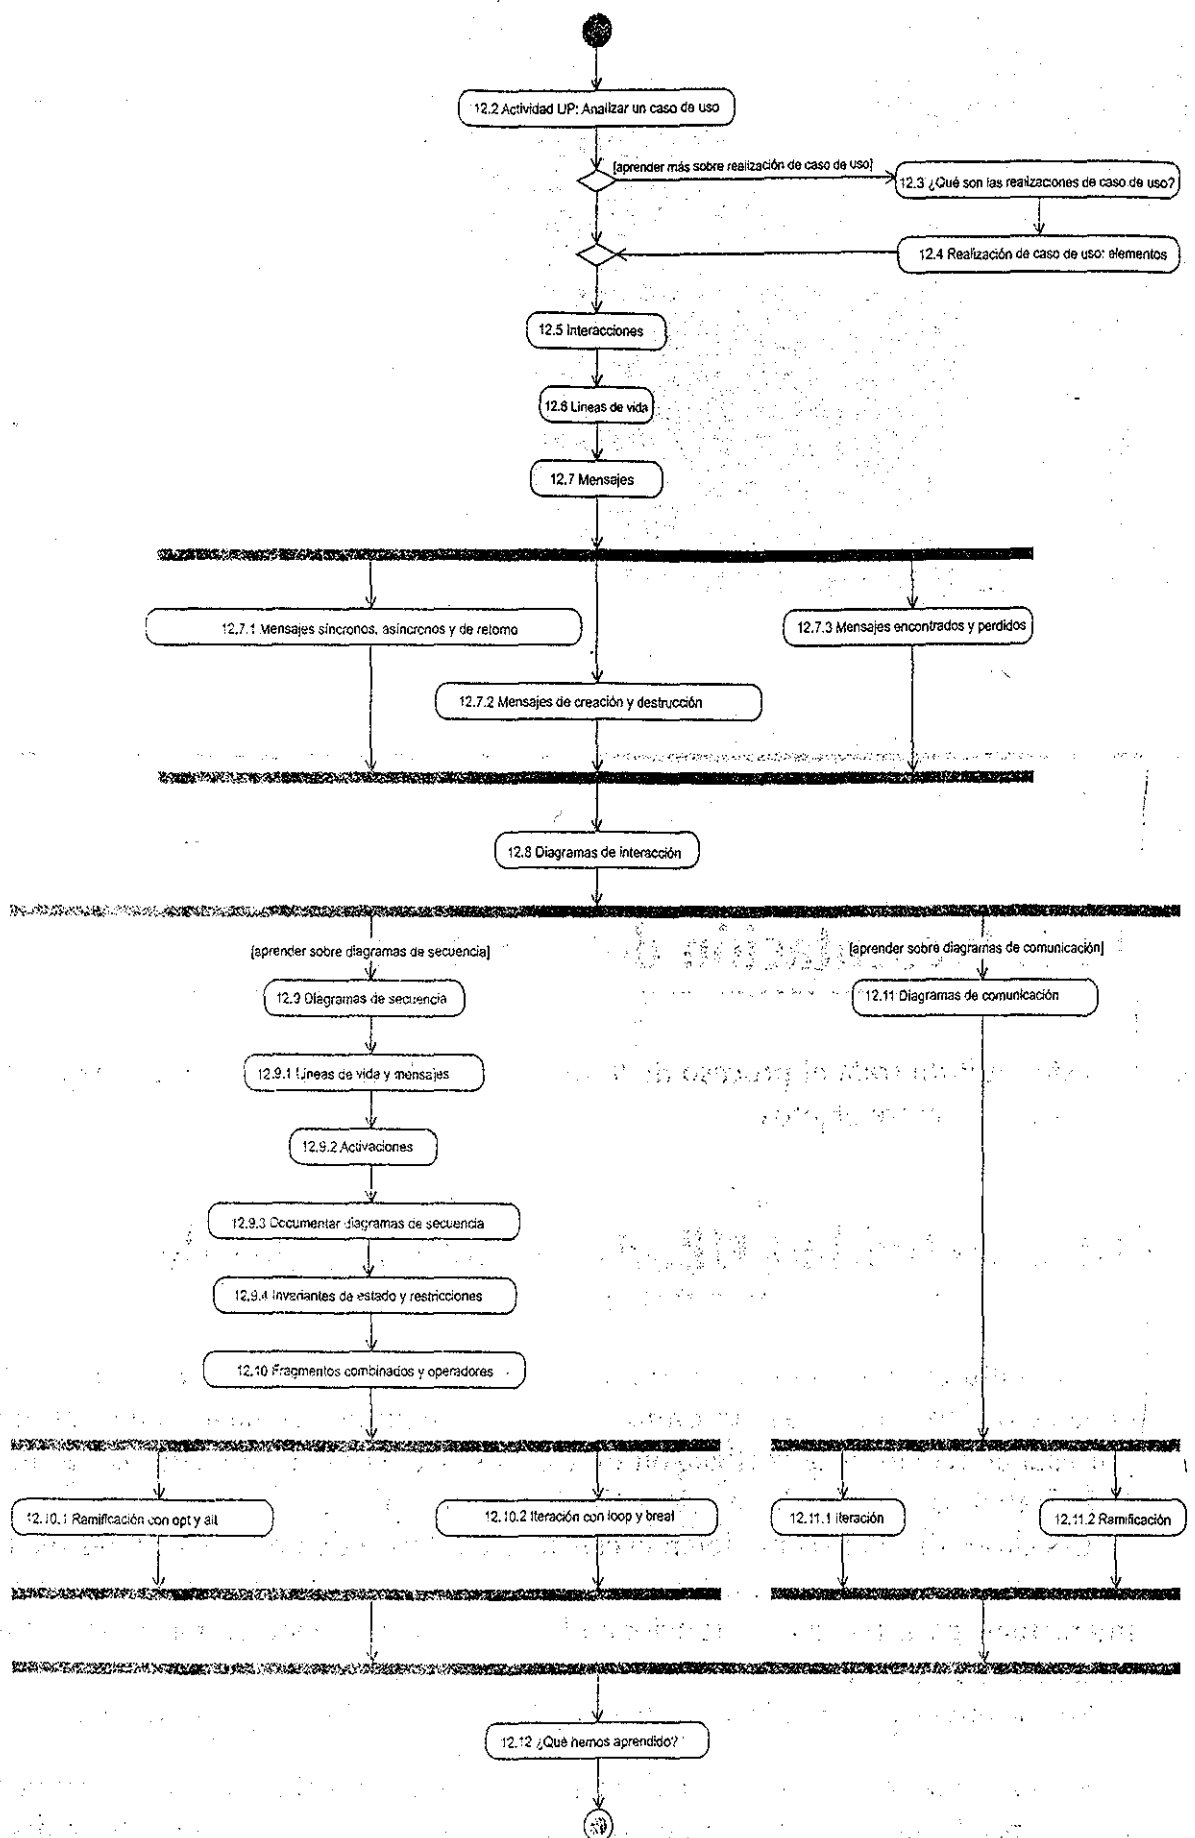 12.2 Actividad UP: Analizar un caso de uso
[aprender más sobre realización de caso de uso]
12.3 ¿Qué son las realizaciones de caso de uso?
12.4 Realización de caso de uso: elementos
12.5 Interacciones
12.6 Líneas de vida
12.7 Mensajes
12.7.1 Mensajes síncronos, asíncronos y de retorno
12.7.3 Mensajes encontrados y perdidos
12.7.2 Mensajes de creación y destrucción
12.8 Diagramas de interacción
[aprender sobre diagramas de secuencia]
[aprender sobre diagramas de comunicación]
12.9 Diagramas de secuencia
12.11 Diagramas de comunicación
12.9.1 Líneas de vida y mensajes
12.9.2 Activaciones
12.9.3 Documentar diagramas de secuencia
12.9.4 Invariantes de estado y restricciones
12.10 Fragmentos combinados y operadores
12.10.1 Ramificación con opt y alt
12.10.2 Iteración con loop y break
12.11.1 Iteración
12.11.2 Ramificación
12.12 ¿Qué hemos aprendido?